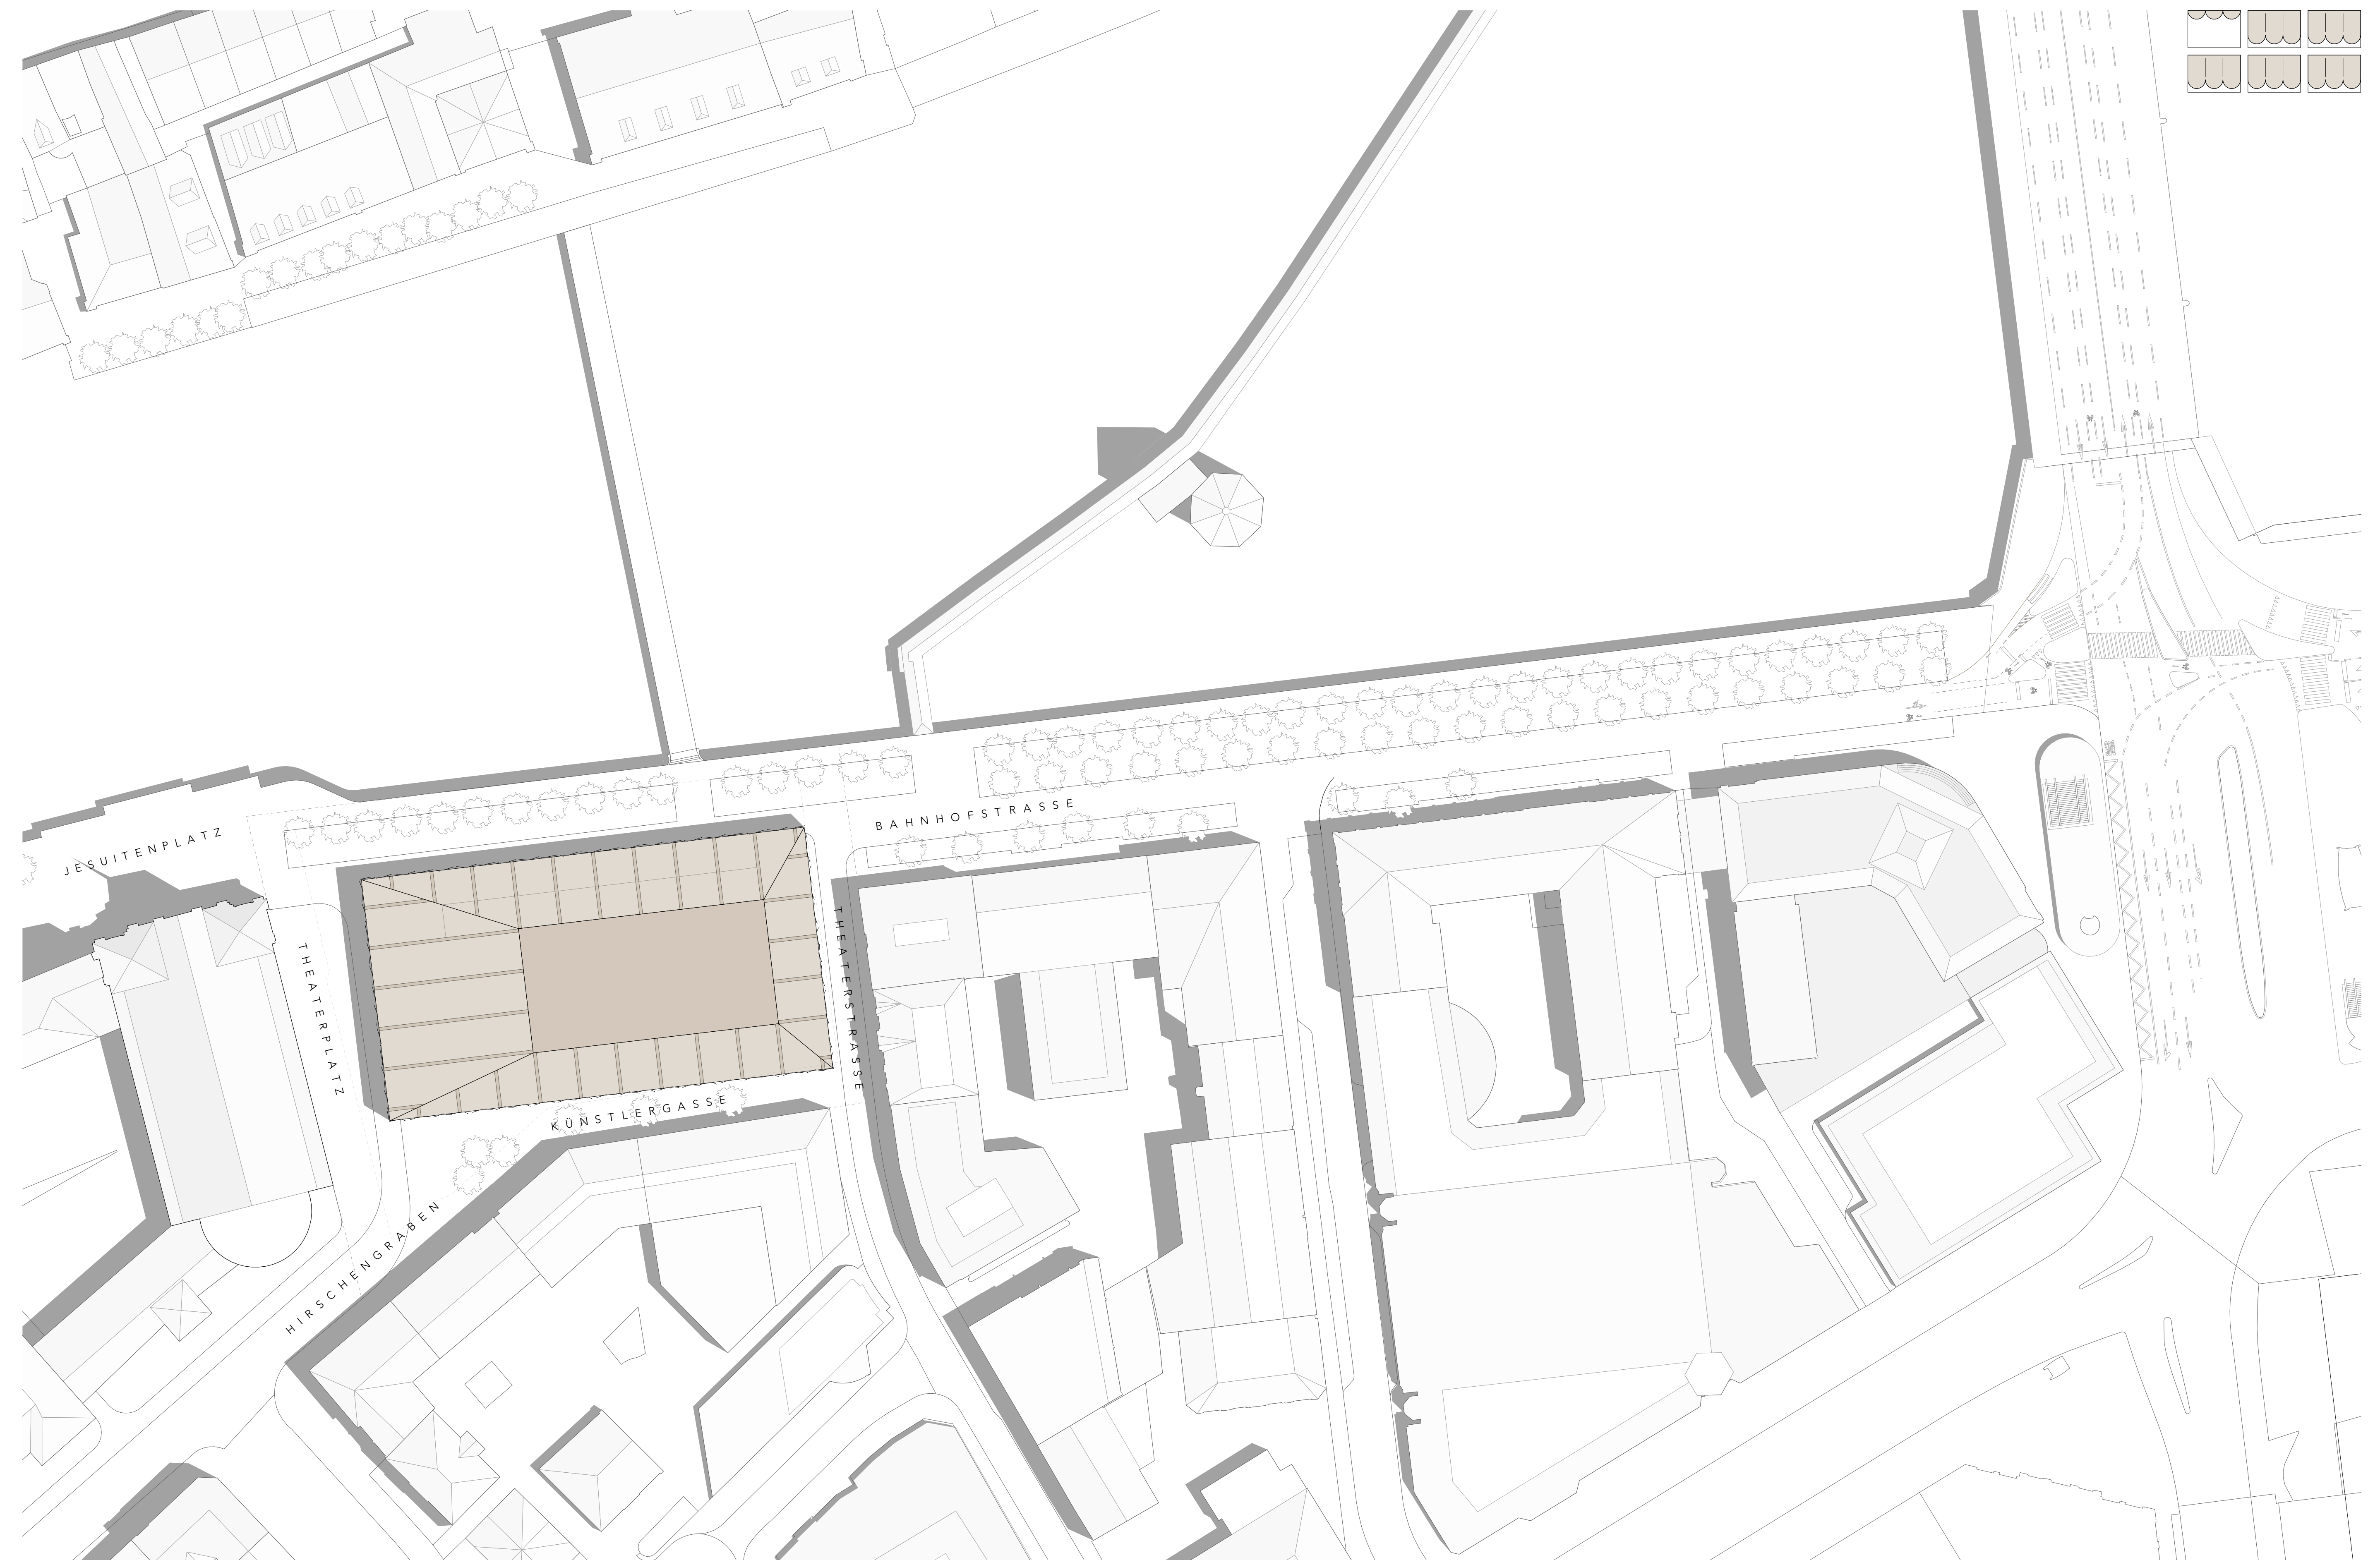 JESUITENPLATZ
BAHNHOFSTRASSE
THEATERPLATZ
THEATERSTRASSE
KÜNSTLERGASSE
HIRSCHENGRABEN